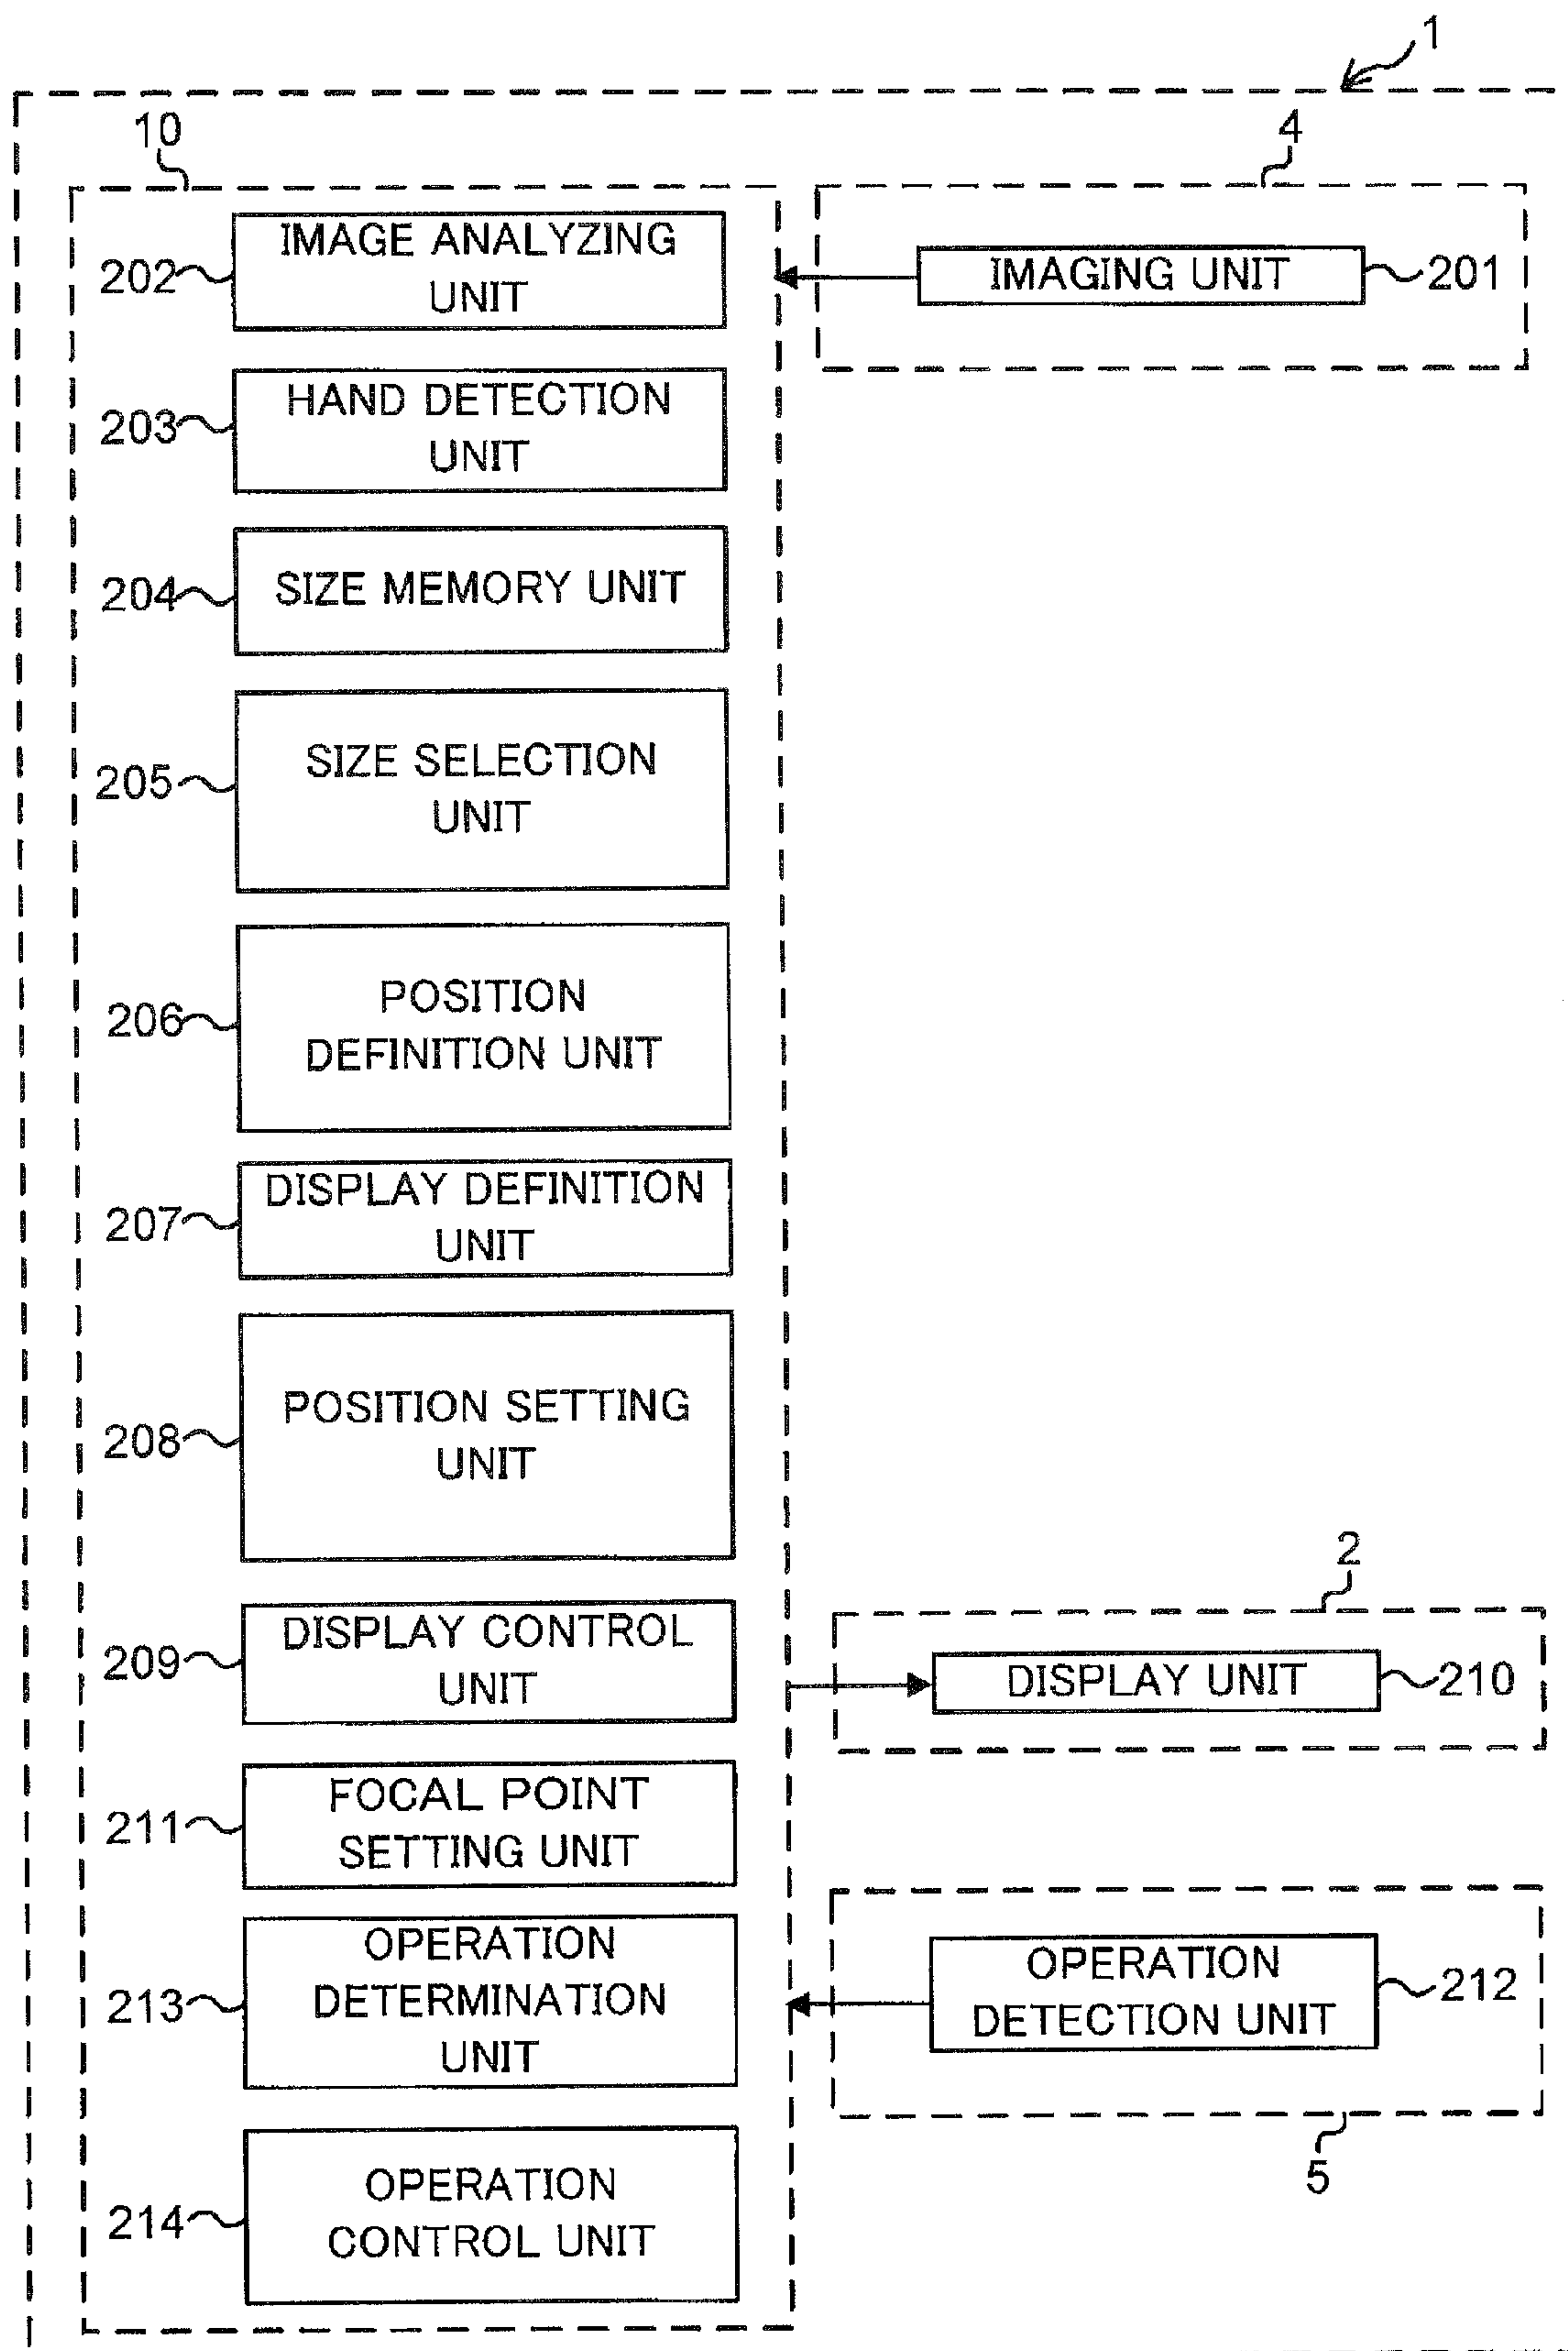 1
10
4
IMAGE ANALYZING
UNIT
202
IMAGING UNIT
201
HAND DETECTION
UNIT
203
SIZE MEMORY UNIT
204
SIZE SELECTION
UNIT
205
POSITION
DEFINITION UNIT
206
DISPLAY DEFINITION
UNIT
207
POSITION SETTING
UNIT
208
2
DISPLAY CONTROL
UNIT
209
DISPLAY UNIT
210
FOCAL POINT
SETTING UNIT
211
OPERATION
DETERMINATION
UNIT
213
OPERATION
DETECTION UNIT
212
5
OPERATION
CONTROL UNIT
214